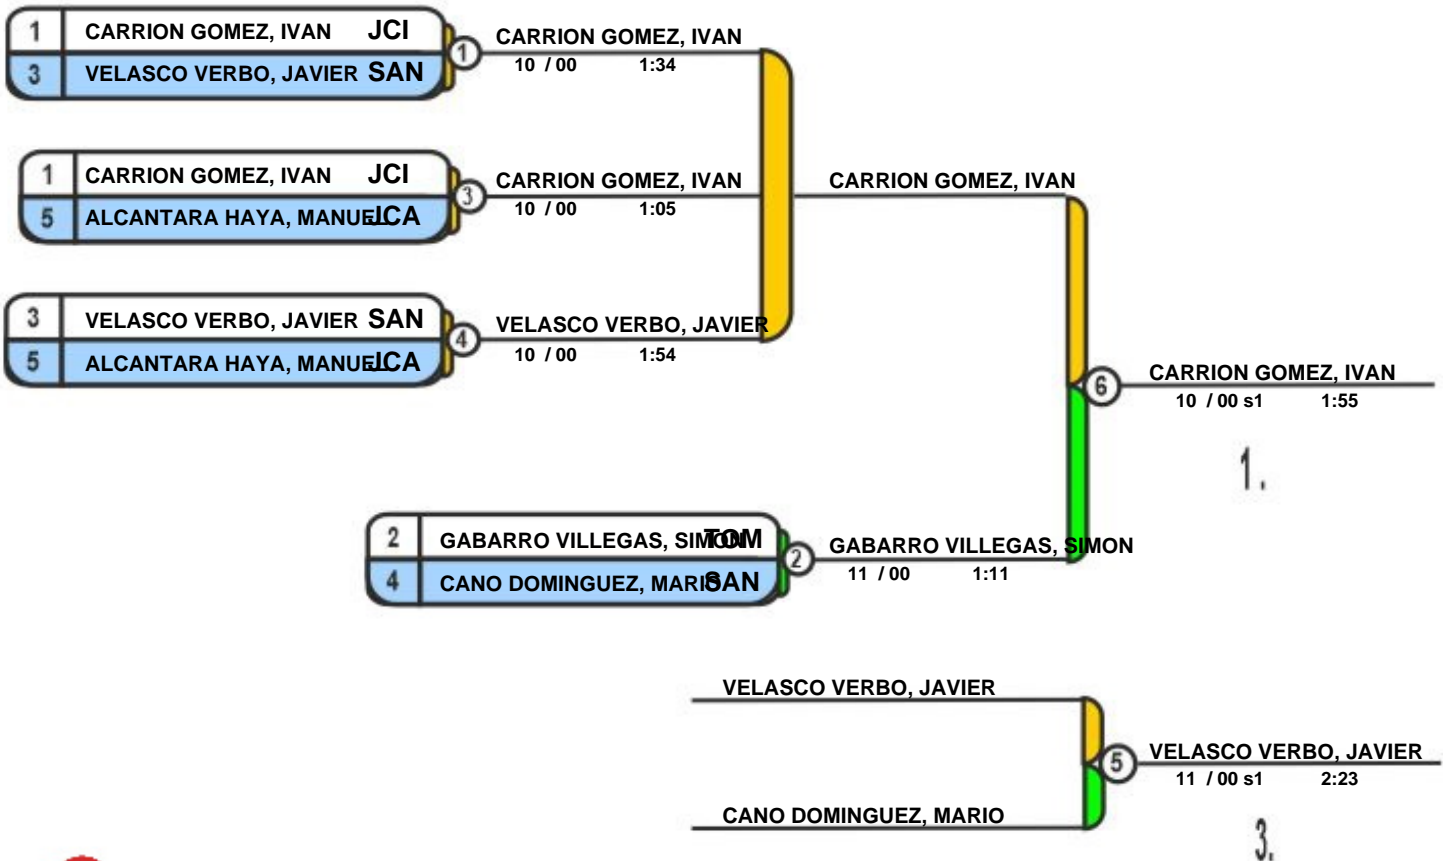 1 CARRION GOMEZ, IVAN JCI
3 VELASCO VERBO, JAVIER SAN
1 CARRION GOMEZ, IVAN
10 / 00 1:34
1 CARRION GOMEZ, IVAN JCI
5 ALCANTARA HAYA, MANUEL JCA
3 CARRION GOMEZ, IVAN
10 / 00 1:05
CARRION GOMEZ, IVAN
3 VELASCO VERBO, JAVIER SAN
5 ALCANTARA HAYA, MANUEL JCA
4 VELASCO VERBO, JAVIER
10 / 00 1:54
6 CARRION GOMEZ, IVAN
10 / 00 s1 1:55
1.
2 GABARRO VILLEGAS, SIMON TOM
4 CANO DOMINGUEZ, MARIO SAN
2 GABARRO VILLEGAS, SIMON
11 / 00 1:11
VELASCO VERBO, JAVIER
CANO DOMINGUEZ, MARIO
5 VELASCO VERBO, JAVIER
11 / 00 s1 2:23
3.